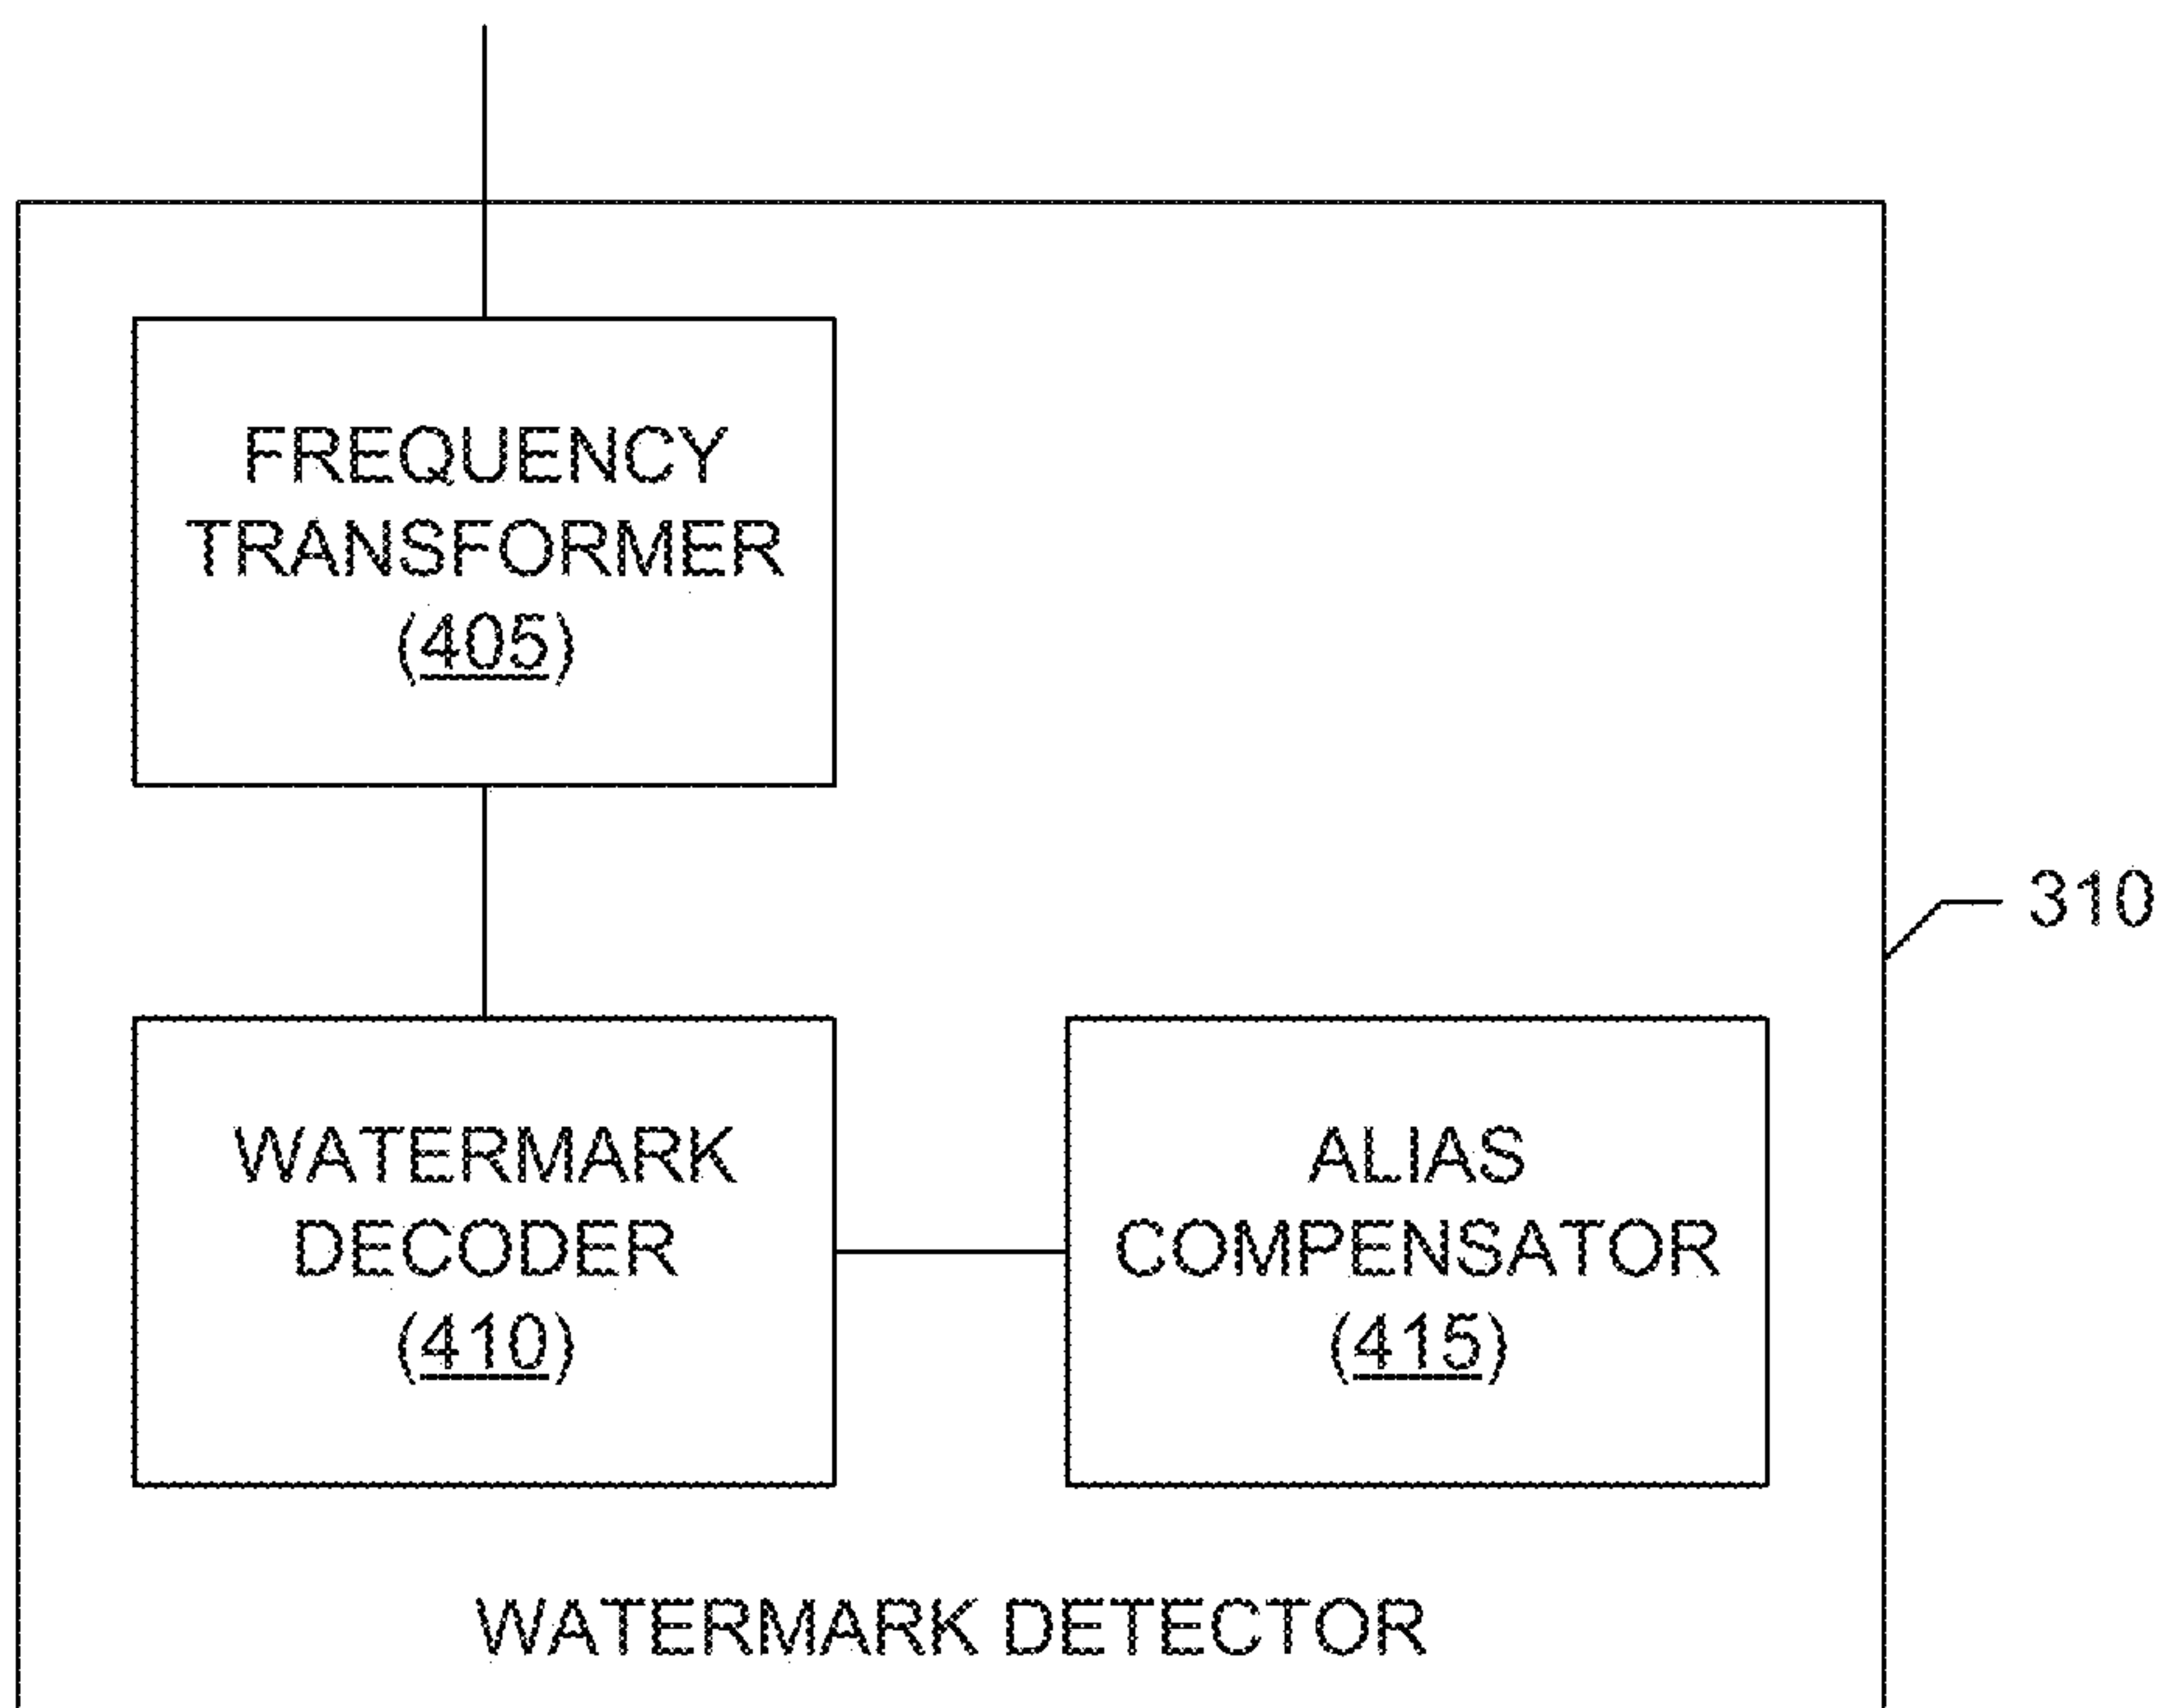 FREQUENCY
TRANSFORMER
(405)
310
WATERMARK
DECODER
(410)
ALIAS
COMPENSATOR
(415)
WATERMARK DETECTOR